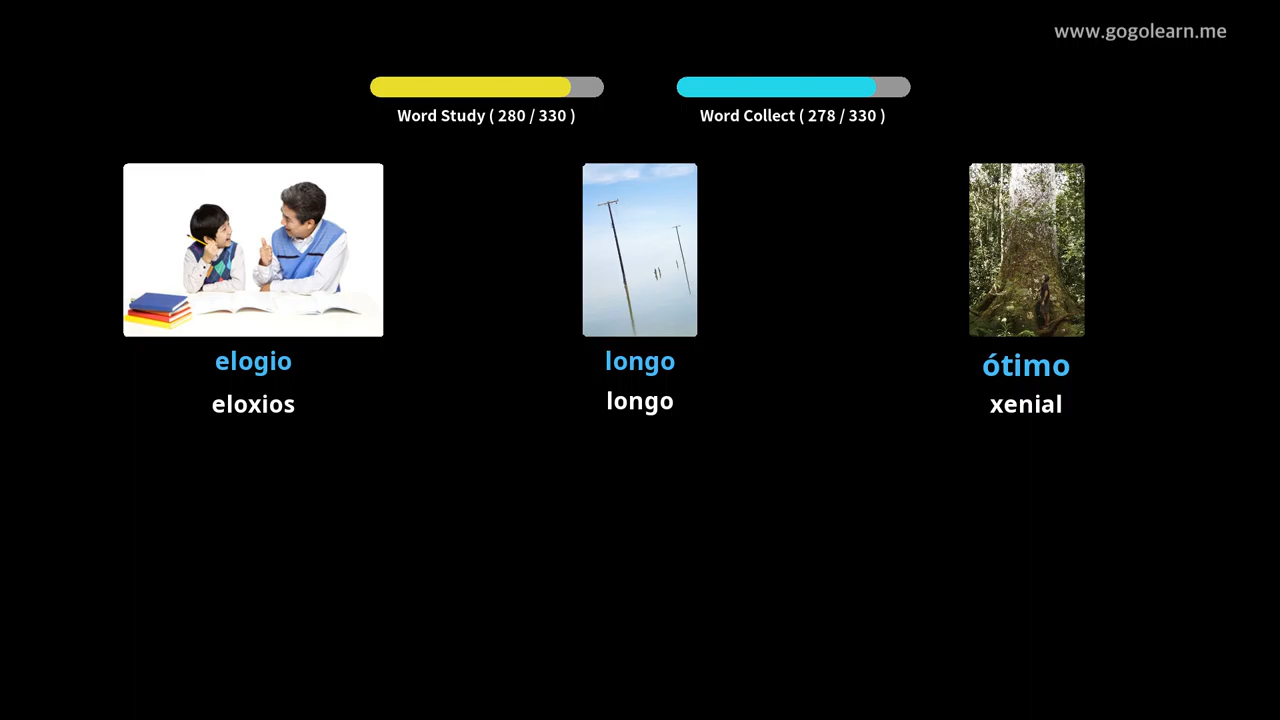 www.gogolearn.me
Word Study ( 280 / 330 )
Word Collect ( 278 / 330 )
elogio
longo
ótimo
eloxios
longo
xenial